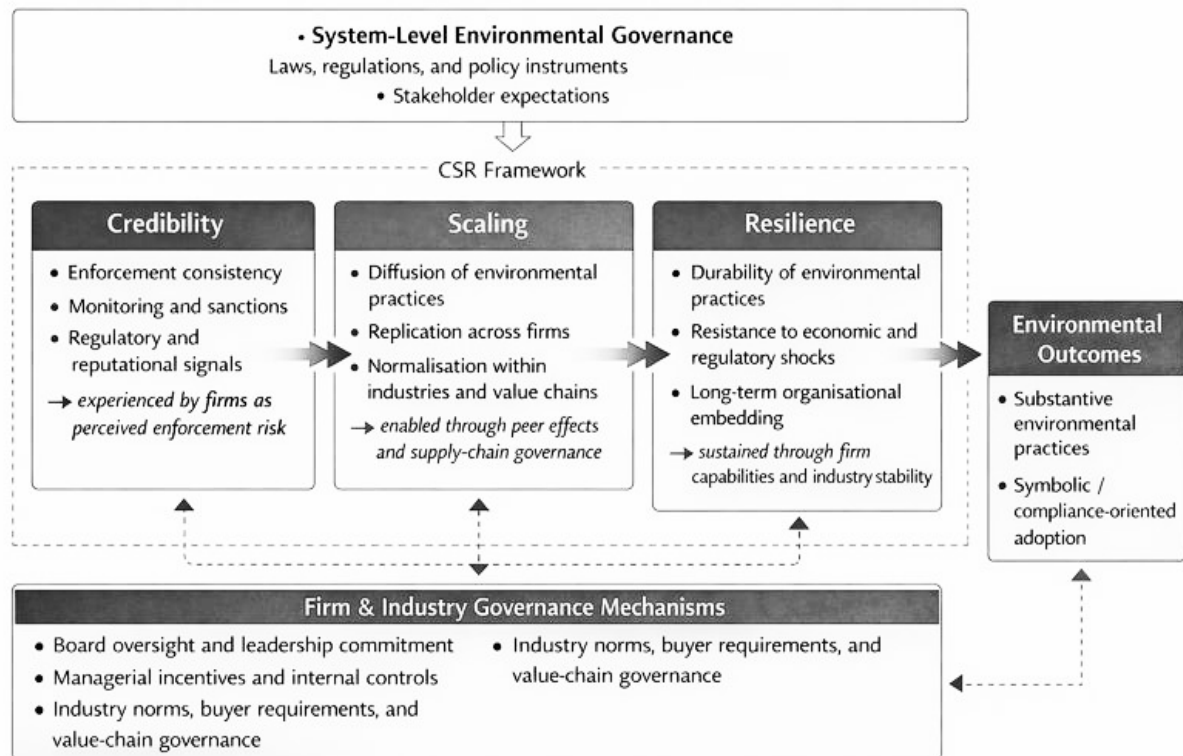 • System-Level Environmental Governance
Laws, regulations, and policy instruments
• Stakeholder expectations
CSR Framework
Credibility
• Enforcement consistency
• Monitoring and sanctions
• Regulatory and
reputational signals
→ experienced by firms as
perceived enforcement risk
Scaling
• Diffusion of environmental
practices
• Replication across firms
• Normalisation within
industries and value chains
→ enabled through peer effects
and supply-chain governance
Resilience
• Durability of environmental
practices
• Resistance to economic and
regulatory shocks
• Long-term organisational
embedding
→ sustained through firm
capabilities and industry stability
Environmental
Outcomes
• Substantive
environmental
practices
• Symbolic /
compliance-oriented
adoption
Firm & Industry Governance Mechanisms
• Board oversight and leadership commitment
• Managerial incentives and internal controls
• Industry norms, buyer requirements, and
value-chain governance
• Industry norms, buyer requirements, and
value-chain governance